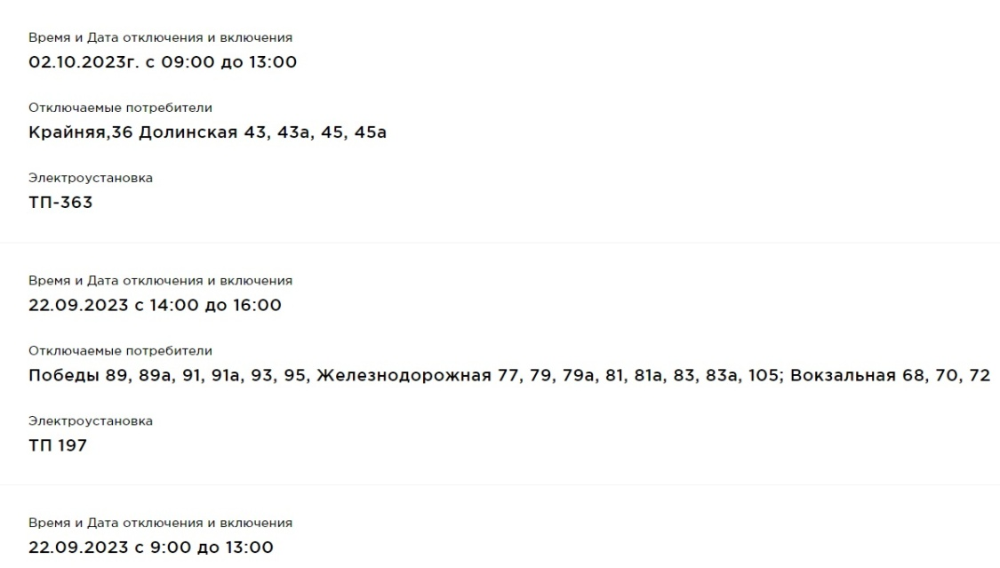 Время и Дата отключения и включения
02.10.2023г. с 09:00 до 13:00
Отключаемые потребители
Крайняя,36 Долинская 43, 43а, 45, 45а
Электроустановка
ТП-363
Время и Дата отключения и включения
22.09.2023 с 14:00 до 16:00
Отключаемые потребители
Победы 89, 89а, 91, 91а, 93, 95, Железнодорожная 77, 79, 79а, 81, 81а, 83, 83а, 105; Вокзальная 68, 70, 72
Электроустановка
ТП 197
Время и Дата отключения и включения
22.09.2023 с 9:00 до 13:00